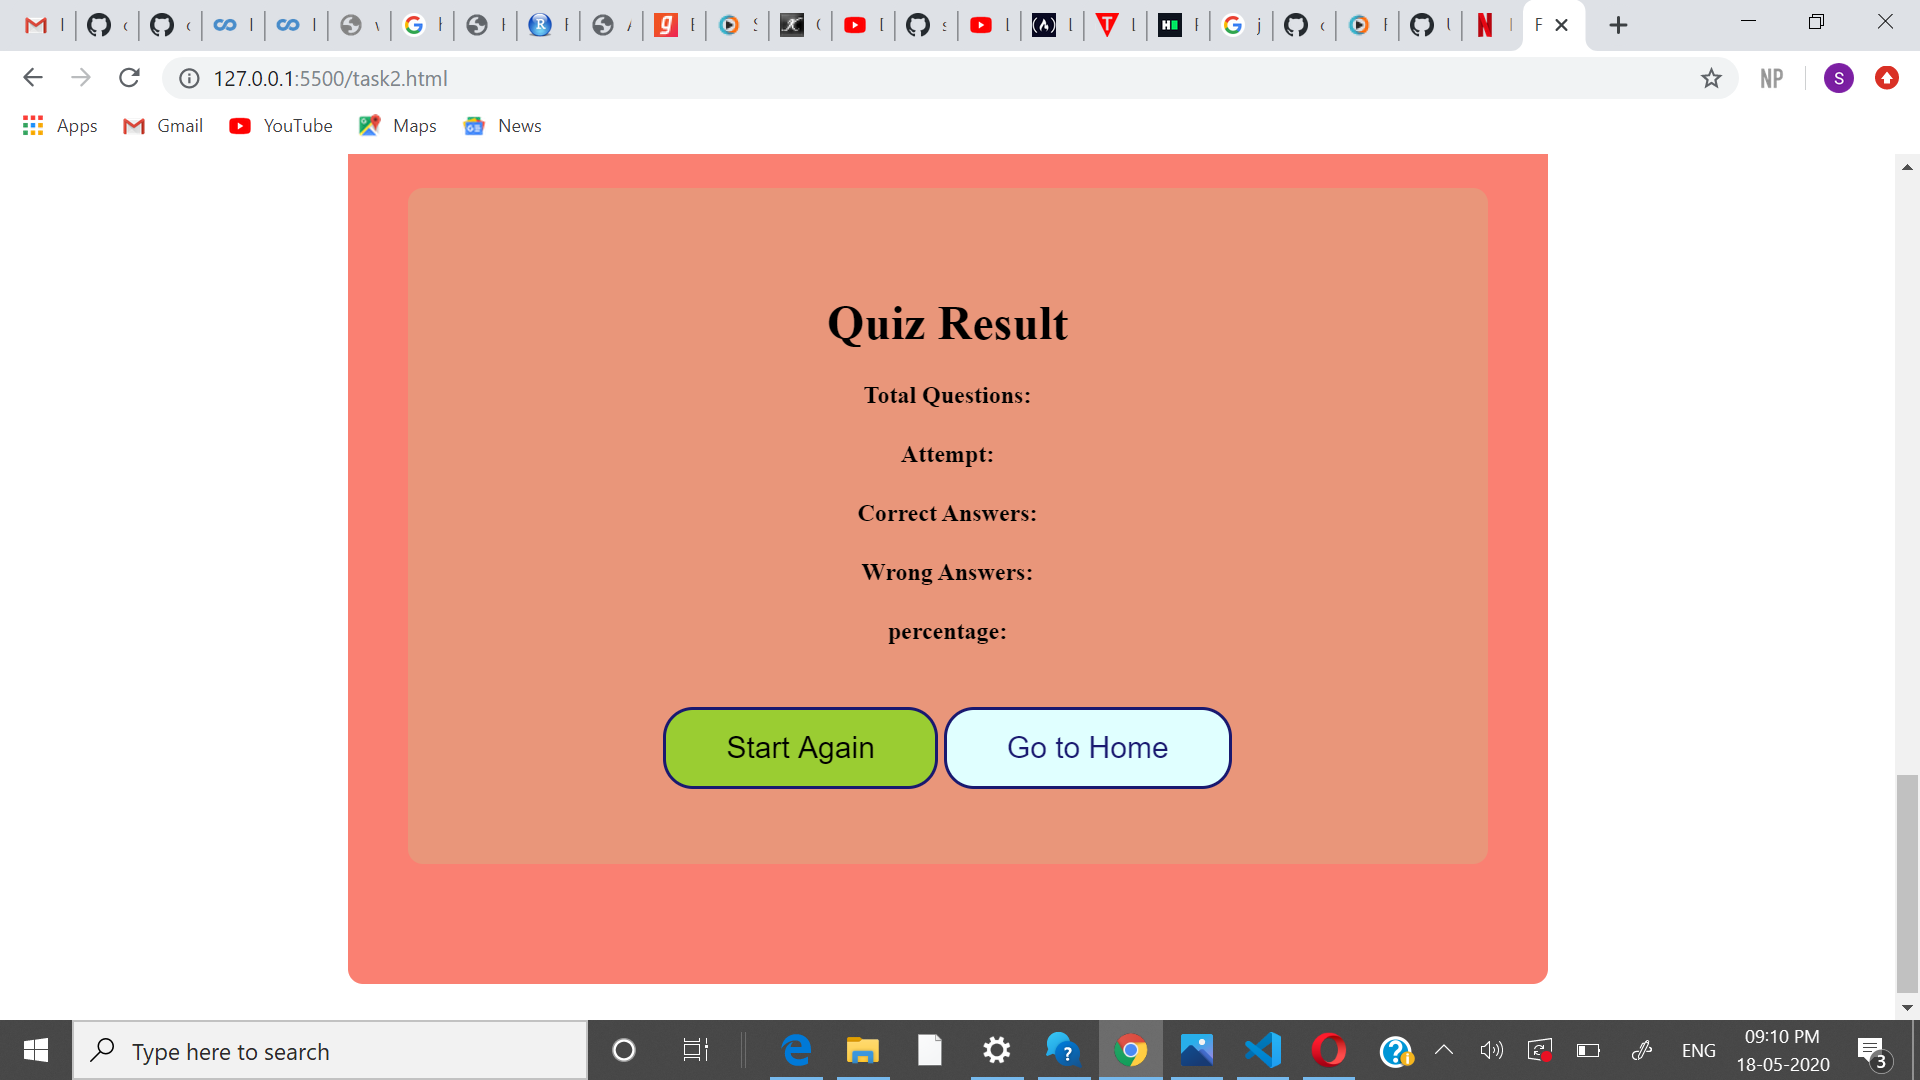 127.0.0.1:5500/task2.html
NP
S
Apps
Gmail
YouTube
Maps
News
Quiz Result
Total Questions:
Attempt:
Correct Answers:
Wrong Answers:
percentage:
Start Again
Go to Home
Type here to search
ENG
09:10 PM
18-05-2020
3